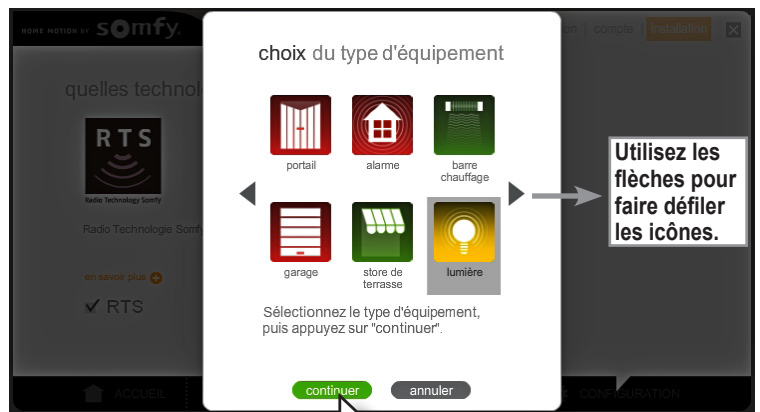 HOME MOTION BY somfy.
on | compte | installation
choix du type d'équipement
quelles technol
RTS
Radio Technology Somfy
Radio Technologie Somfy
en savoir plus
RTS
portail
alarme
barre
chauffage
garage
store de
terrasse
lumière
Utilisez les
flèches pour
faire défiler
les icônes.
Sélectionnez le type d'équipement,
puis appuyez sur "continuer".
continuer
annuler
ACCUEIL
CONFIGURATION